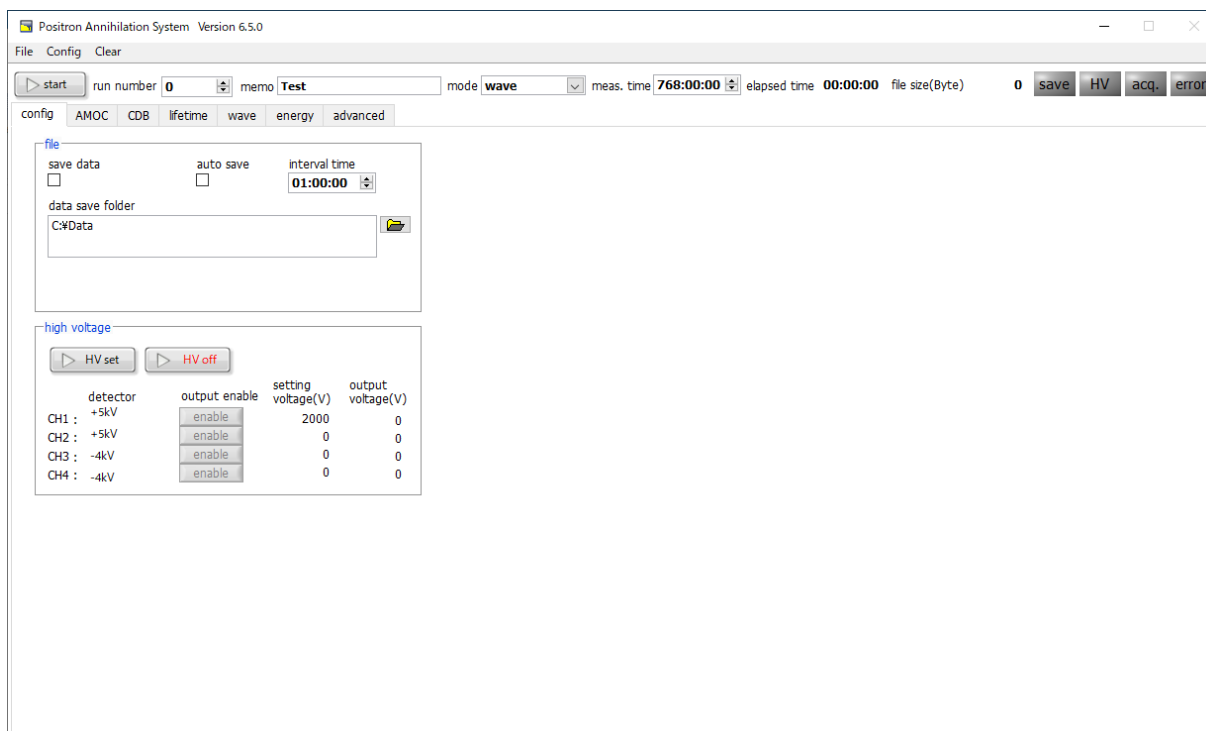 Positron Annihilation System Version 6.5.0
File Config Clear
start run number 0 memo Test mode wave meas. time 768:00:00 elapsed time 00:00:00 file size(Byte) 0 save HV acq. error
config AMOC CDB lifetime wave energy advanced
file
save data auto save interval time
01:00:00
data save folder
C:¥Data
high voltage
HV set HV off
setting output
detector output enable voltage(V) voltage(V)
CH1 : +5kV enable 2000 0
CH2 : +5kV enable 0 0
CH3 : -4kV enable 0 0
CH4 : -4kV enable 0 0